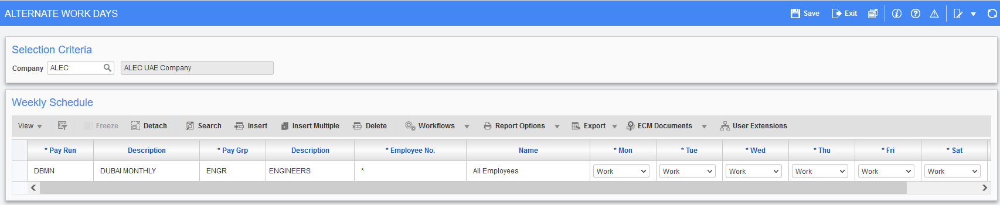 ALTERNATE WORK DAYS Save Exit
Selection Criteria
Company ALEC ALEC UAE Company
Weekly Schedule
View Freeze Detach Search Insert Insert Multiple Delete Workflows Report Options Export ECM Documents User Extensions
* Pay Run Description * Pay Grp Description * Employee No. Name * Mon * Tue * Wed * Thu * Fri * Sat
DBMN DUBAI MONTHLY ENGR ENGINEERS * All Employees Work Work Work Work Work Work